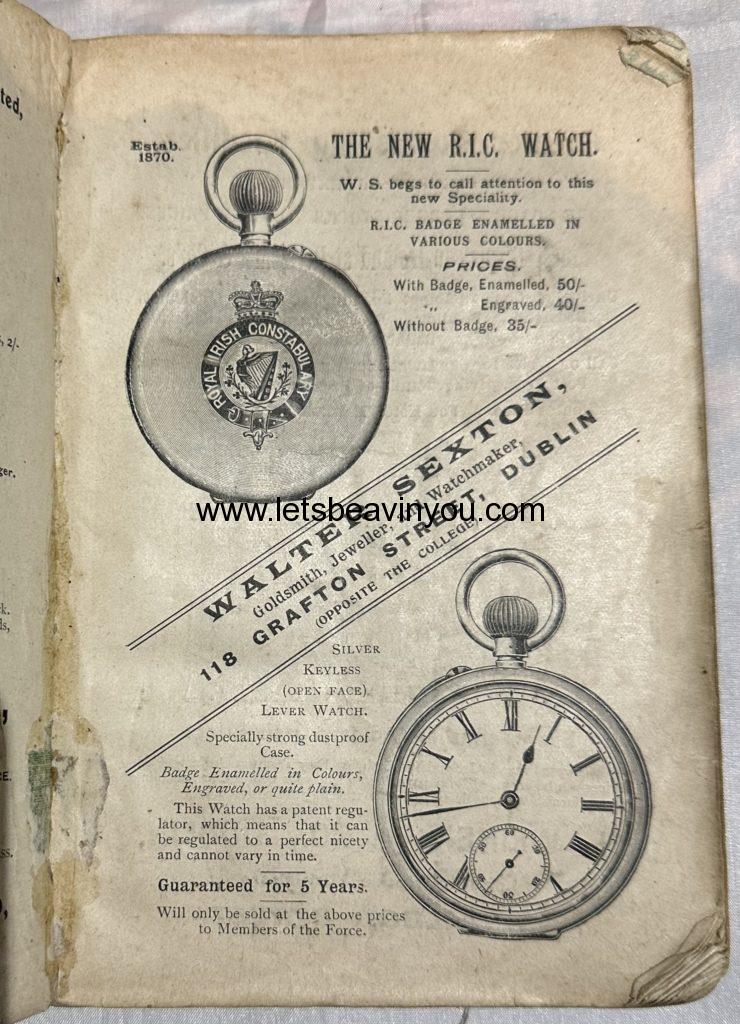 Estab.
1870.
THE NEW R.I.C. WATCH.
W. S. begs to call attention to this
new Speciality.
R.I.C. BADGE ENAMELLED IN
VARIOUS COLOURS.
PRICES.
With Badge, Enamelled, 50/-
„ Engraved, 40/-
Without Badge, 35/-
ROYAL IRISH CONSTABULARY
WALTER SEXTON,
Goldsmith, Jeweller, and Watchmaker,
118 GRAFTON STREET, DUBLIN
(OPPOSITE THE COLLEGE)
www.letsbeavinyou.com
SILVER
KEYLESS
(OPEN FACE)
LEVER WATCH.
Specially strong dustproof
Case.
Badge Enamelled in Colours,
Engraved, or quite plain.
This Watch has a patent regu-
lator, which means that it can
be regulated to a perfect nicety
and cannot vary in time.
Guaranteed for 5 Years.
Will only be sold at the above prices
to Members of the Force.
ted,
, 2/-
ger.
k.
ds,